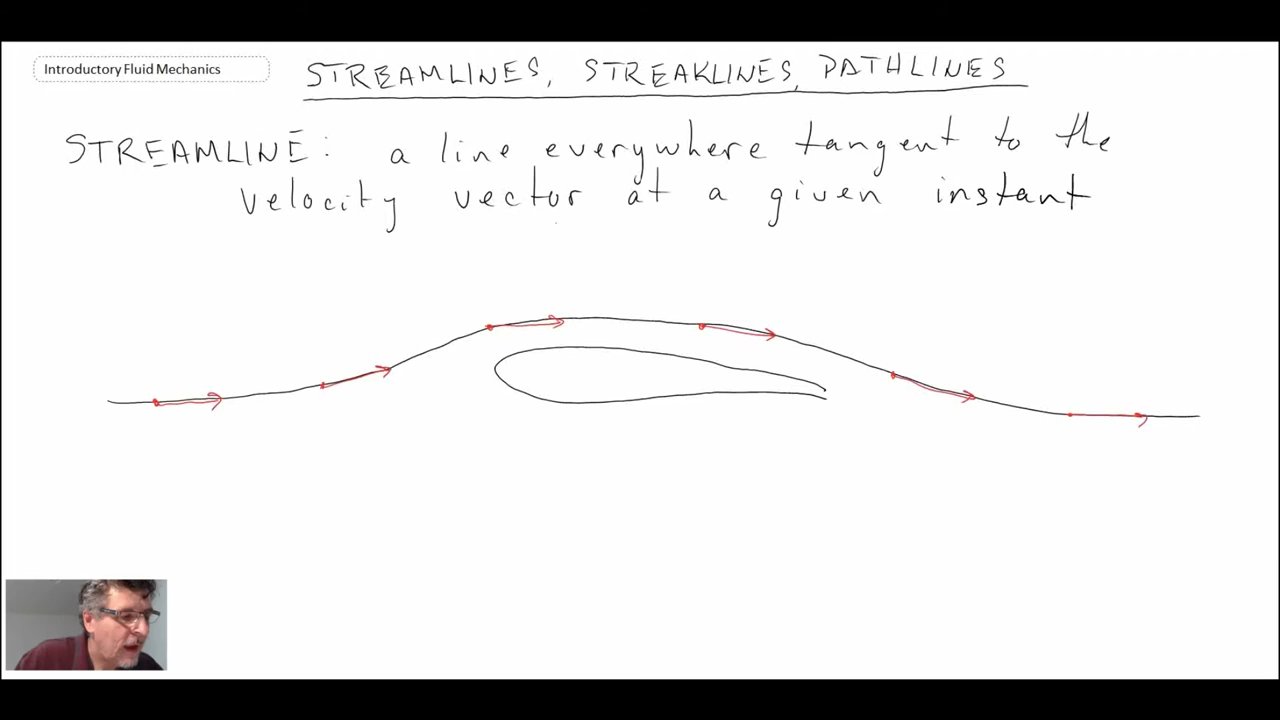 Introductory Fluid Mechanics
STREAMLINES, STREAKLINES, PATHLINES
STREAMLINE: a line everywhere tangent to the
velocity vector at a given instant